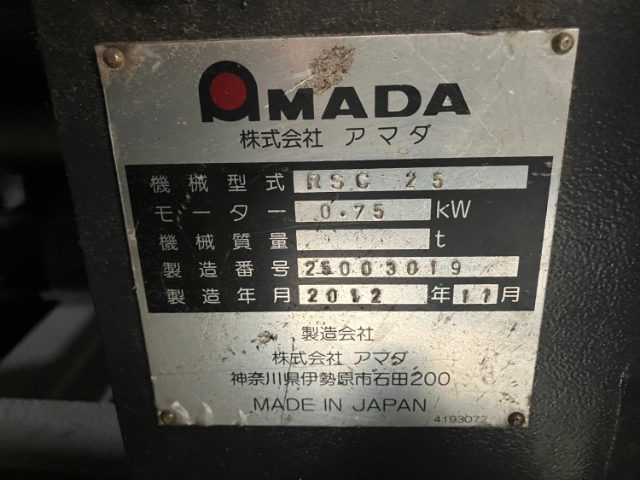 AMADA
株式会社 アマダ
機械型式 RSC 25
モーター 0.75 kW
機械質量 t
製造番号 25003019
製造年月 2012 年 11 月
製造会社
株式会社 アマダ
神奈川県伊勢原市石田200
MADE IN JAPAN
4193072